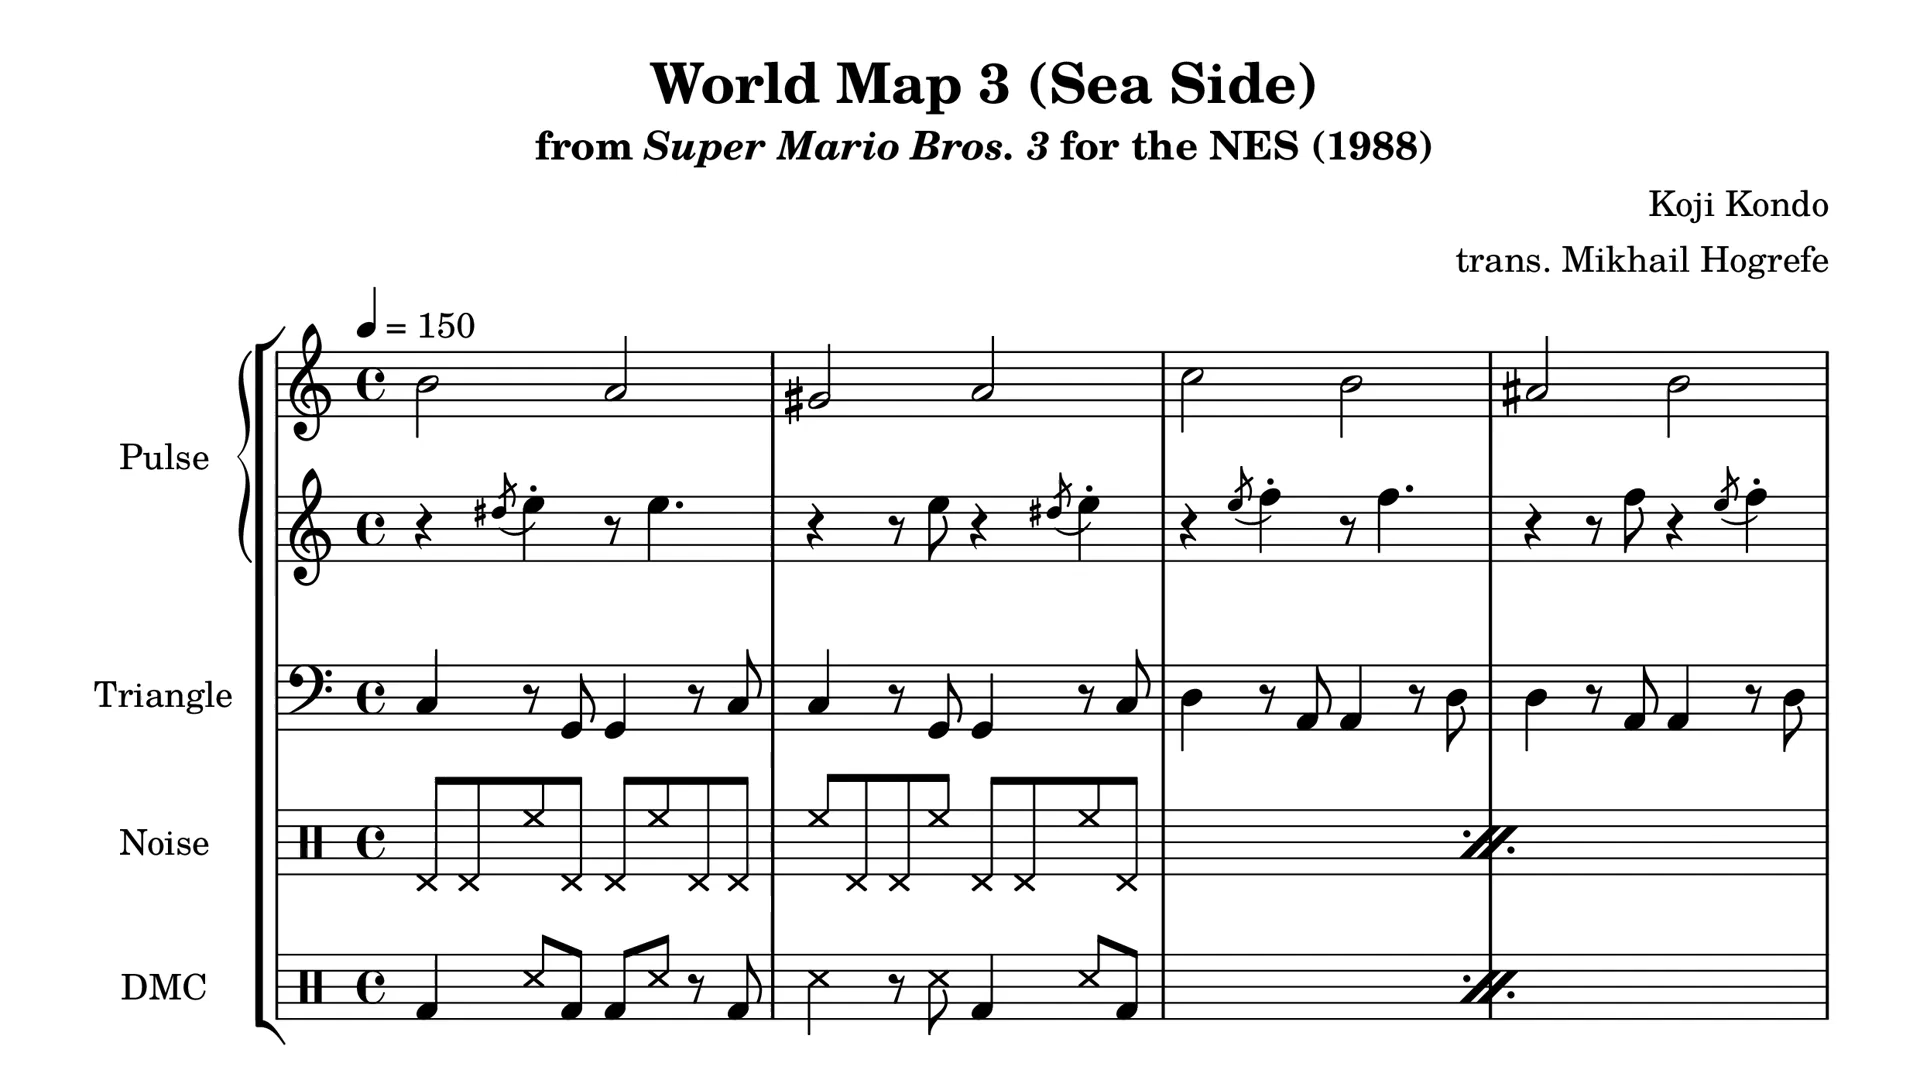 World Map 3 (Sea Side)
from Super Mario Bros. 3 for the NES (1988)
Koji Kondo
trans. Mikhail Hogrefe
= 150
Pulse
Triangle
Noise
DMC